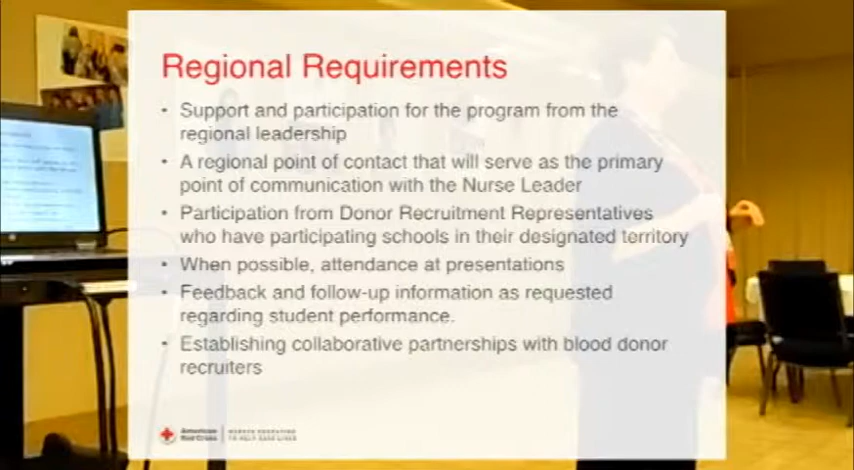 Regional Requirements
• Support and participation for the program from the
regional leadership
• A regional point of contact that will serve as the primary
point of communication with the Nurse Leader
• Participation from Donor Recruitment Representatives
who have participating schools in their designated territory
• When possible, attendance at presentations
• Feedback and follow-up information as requested
regarding student performance.
• Establishing collaborative partnerships with blood donor
recruiters
American
Red Cross